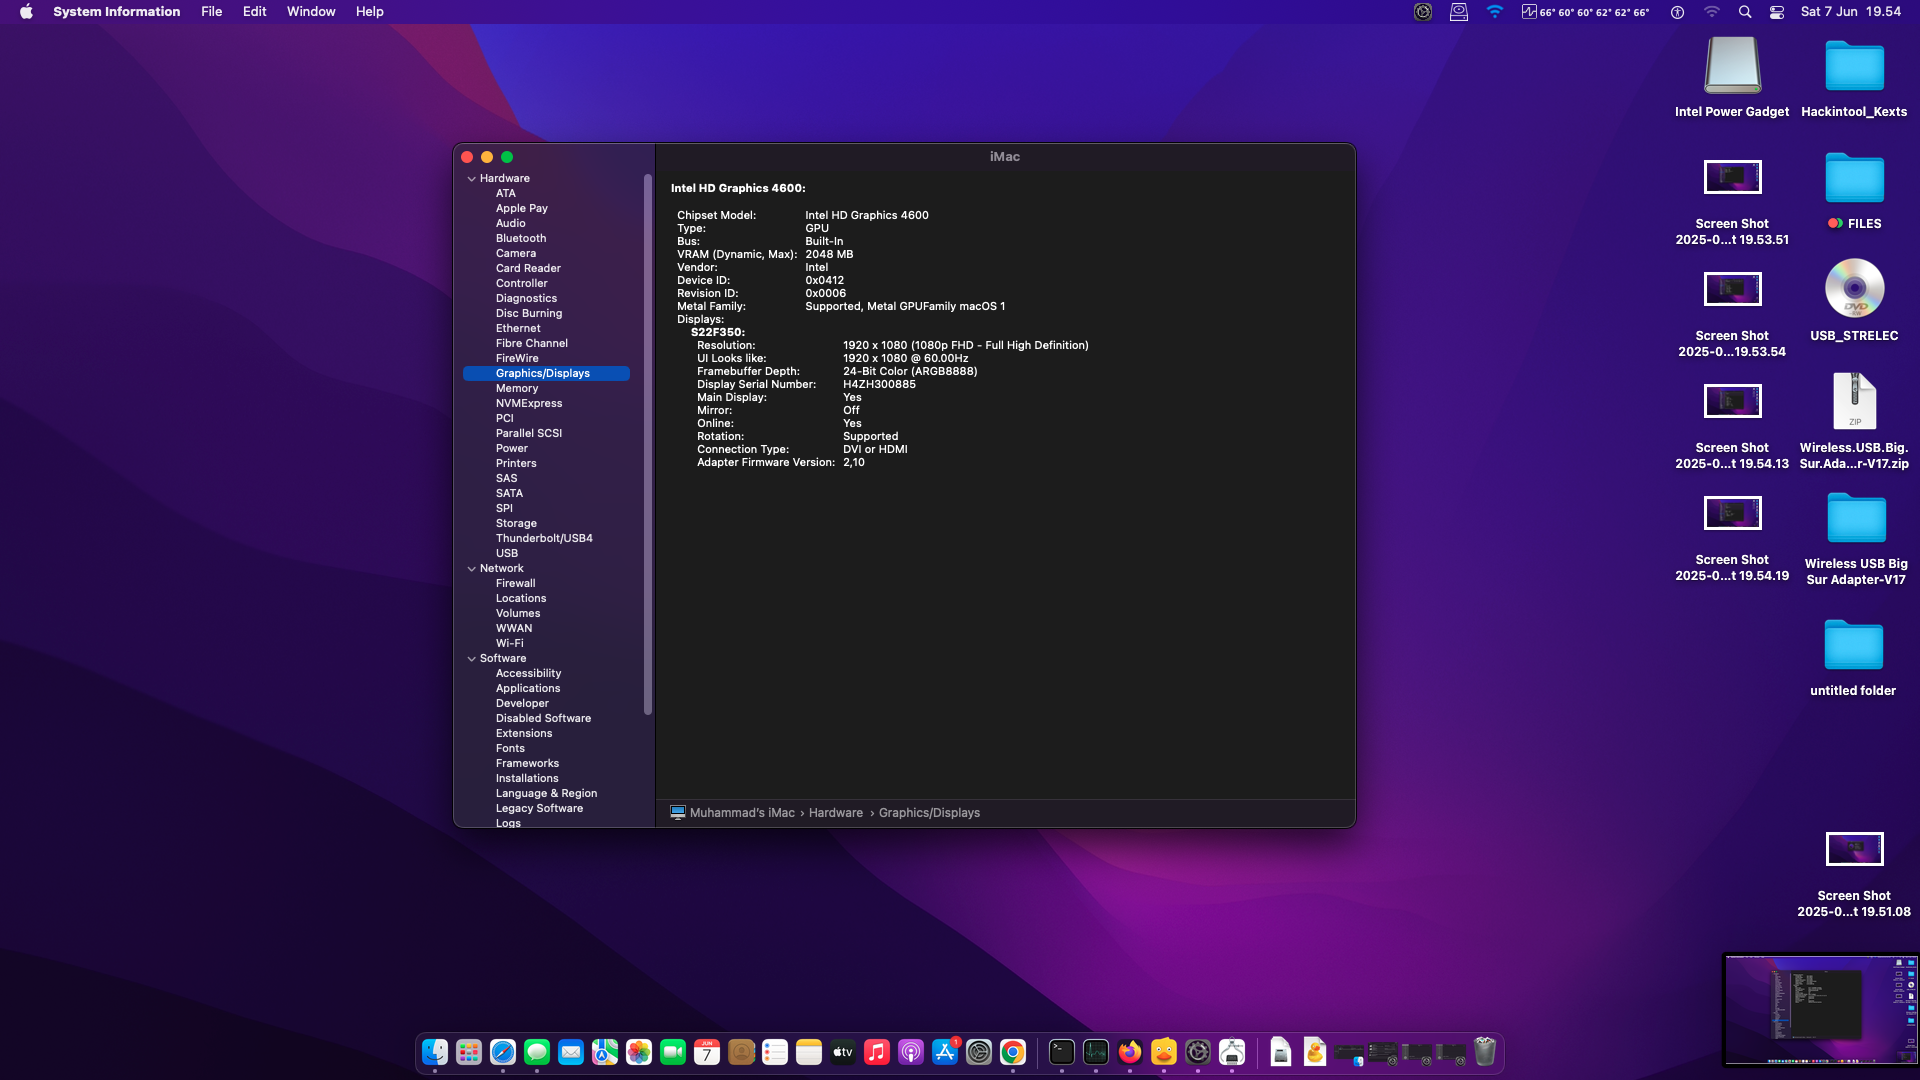 System Information File Edit Window Help
66° 60° 60° 62° 62° 66° Sat 7 Jun 19.54
iMac
Hardware
ATA
Apple Pay
Audio
Bluetooth
Camera
Card Reader
Controller
Diagnostics
Disc Burning
Ethernet
Fibre Channel
FireWire
Graphics/Displays
Memory
NVMExpress
PCI
Parallel SCSI
Power
Printers
SAS
SATA
SPI
Storage
Thunderbolt/USB4
USB
Network
Firewall
Locations
Volumes
WWAN
Wi-Fi
Software
Accessibility
Applications
Developer
Disabled Software
Extensions
Fonts
Frameworks
Installations
Language & Region
Legacy Software
Logs
Intel HD Graphics 4600:
Chipset Model: Intel HD Graphics 4600
Type: GPU
Bus: Built-In
VRAM (Dynamic, Max): 2048 MB
Vendor: Intel
Device ID: 0x0412
Revision ID: 0x0006
Metal Family: Supported, Metal GPUFamily macOS 1
Displays:
S22F350:
Resolution: 1920 x 1080 (1080p FHD - Full High Definition)
UI Looks like: 1920 x 1080 @ 60.00Hz
Framebuffer Depth: 24-Bit Color (ARGB8888)
Display Serial Number: H4ZH300885
Main Display: Yes
Mirror: Off
Online: Yes
Rotation: Supported
Connection Type: DVI or HDMI
Adapter Firmware Version: 2,10
Muhammad's iMac › Hardware › Graphics/Displays
Intel Power Gadget
Hackintool_Kexts
Screen Shot
2025-0...t 19.53.51
FILES
Screen Shot
2025-0...19.53.54
DVD
USB_STRELEC
Screen Shot
2025-0...t 19.54.13
ZIP
Wireless.USB.Big.
Sur.Ada...r-V17.zip
Screen Shot
2025-0...t 19.54.19
Wireless USB Big
Sur Adapter-V17
untitled folder
Screen Shot
2025-0...t 19.51.08
JUN
7
tv
1